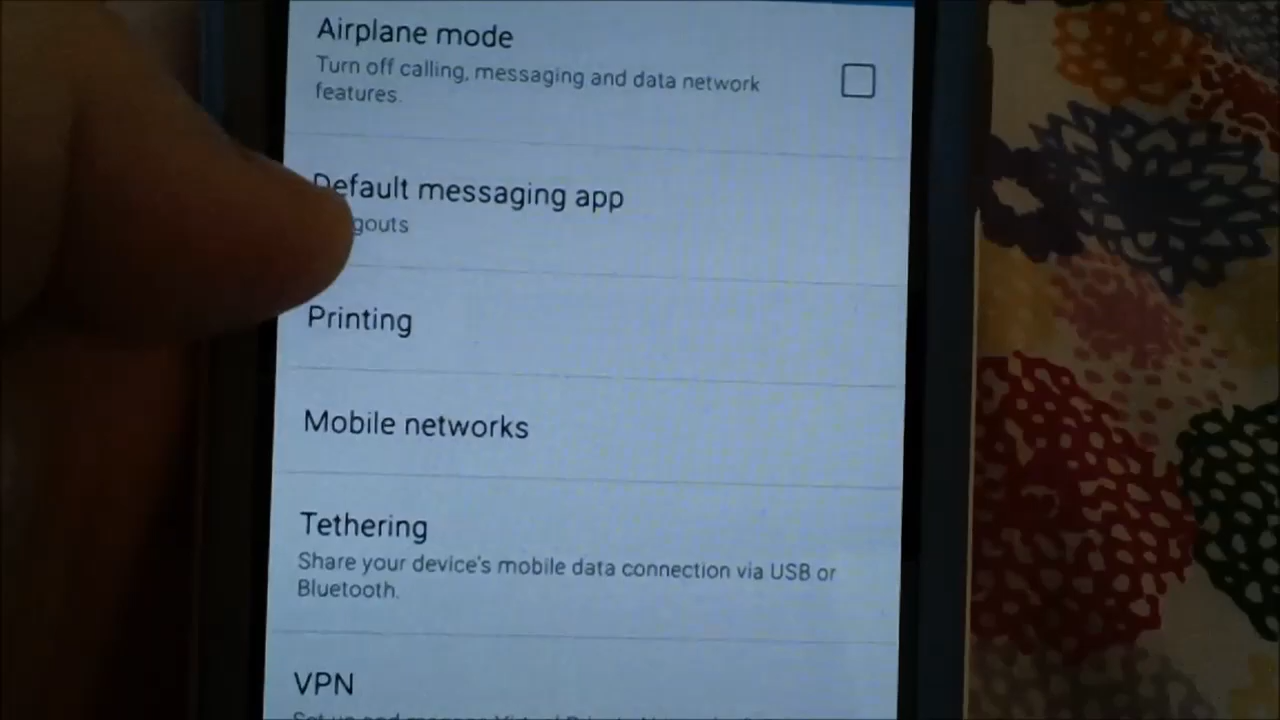 Airplane mode
Turn off calling, messaging and data network
features.
Default messaging app
gouts
Printing
Mobile networks
Tethering
Share your device's mobile data connection via USB or
Bluetooth.
VPN